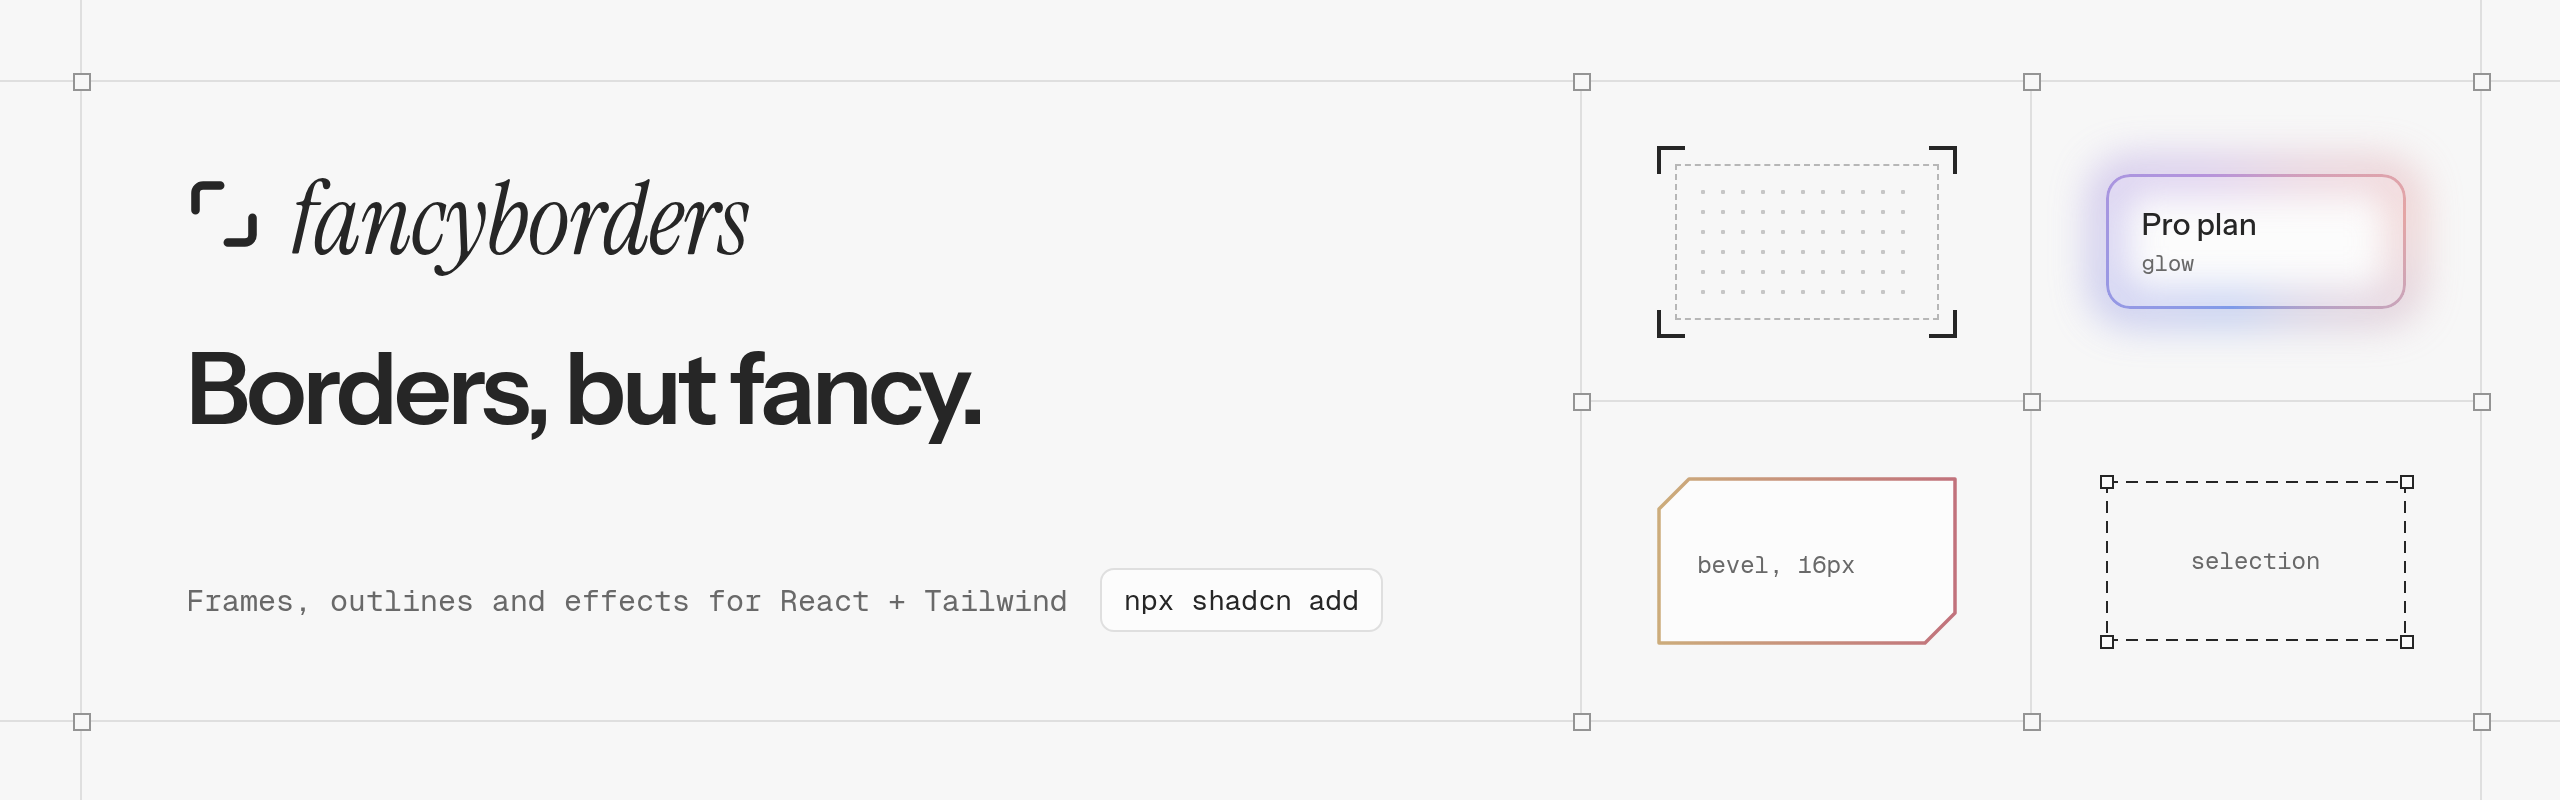 fancyborders
Borders, but fancy.
Frames, outlines and effects for React + Tailwind
npx shadcn add
Pro plan
glow
bevel, 16px
selection